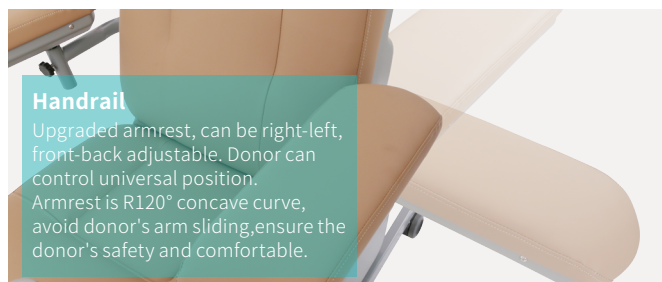 Handrail
Upgraded armrest, can be right-left,
front-back adjustable. Donor can
control universal position.
Armrest is R120° concave curve,
avoid donor's arm sliding,ensure the
donor's safety and comfortable.